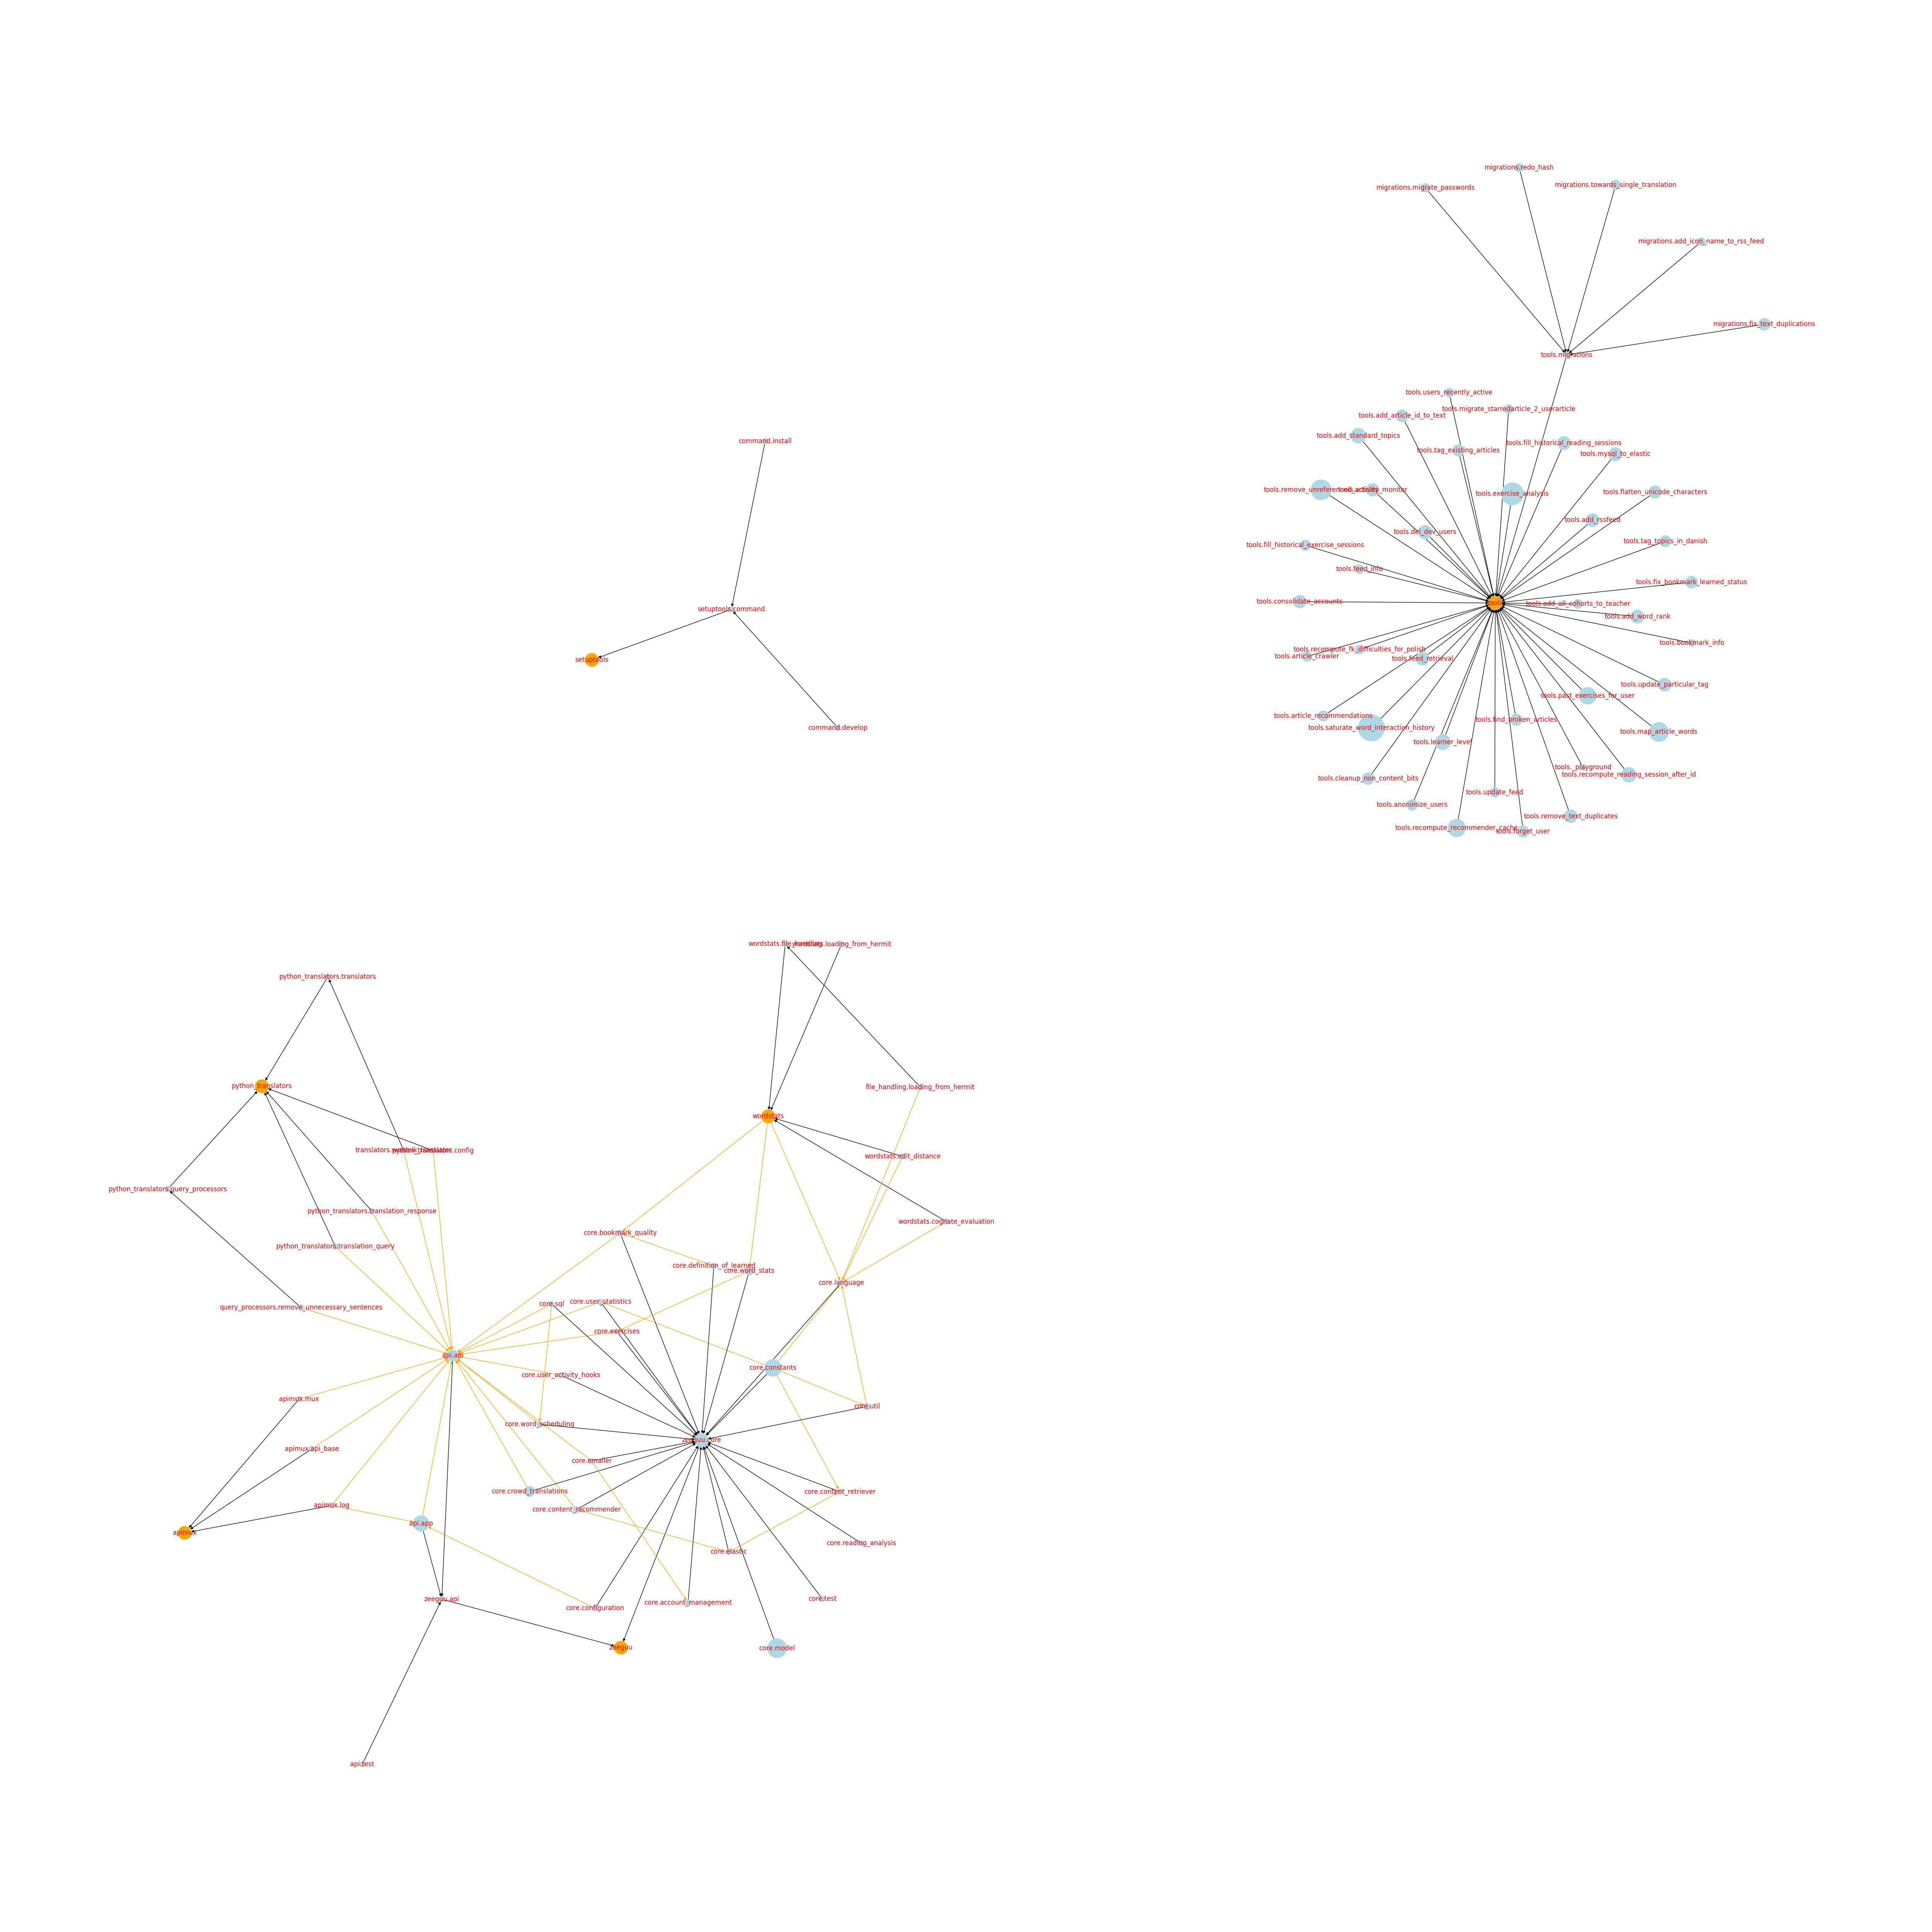 migrations.redo_hash
migrations.migrate_passwords
migrations.towards_single_translation
migrations.add_icon_name_to_rss_feed
migrations.fix_text_duplications
tools.migrations
tools.users_recently_active
tools.migrate_starredarticle_2_userarticle
tools.add_article_id_to_text
tools.add_standard_topics
tools.fill_historical_reading_sessions
tools.tag_existing_articles
tools.mysql_to_elastic
tools.activity_monitor
tools.exercise_analysis
tools.flatten_unicode_characters
tools.add_rssfeed
tools.del_dev_users
tools.tag_topics_in_danish
tools.fill_historical_exercise_sessions
tools.feed_info
tools.fix_bookmark_learned_status
tools.consolidate_accounts
tools
tools.add_all_cohorts_to_teacher
tools.add_word_rank
tools.bookmark_info
tools.recompute_fk_difficulties_for_polish
tools.article_crawler
tools.feed_retrieval
tools.update_particular_tag
tools.past_exercises_for_user
tools.article_recommendations
tools.find_broken_articles
tools.saturate_word_interaction_history
tools.map_article_words
tools.learner_level
tools._playground
tools.recompute_reading_session_after_id
tools.cleanup_non_content_bits
tools.update_feed
tools.anonimize_users
tools.remove_text_duplicates
tools.recompute_recommender_cache
tools.forget_user
command.install
setuptools.command
setuptools
command.develop
wordstats.file_handling
wordstats.loading_from_hermit
python_translators.translators
python_translators
file_handling.loading_from_hermit
wordstats
python_translators.config
wordstats.edit_distance
python_translators.query_processors
python_translators.translation_response
wordstats.cognate_evaluation
core.bookmark_quality
python_translators.translation_query
core.definition_of_learned
core.word_stats
core.language
core.user_statistics
core.sql
query_processors.remove_unnecessary_sentences
core.exercises
api.api
core.constants
core.user_activity_hooks
apimux.mux
core.util
core.word_scheduling
zeeguu.core
apimux.api_base
core.emailer
core.crowd_translations
core.content_retriever
apimux.log
core.content_recommender
api.app
apimux
core.reading_analysis
core.elastic
zeeguu.api
core.test
core.account_management
core.configuration
zeeguu
core.model
api.test